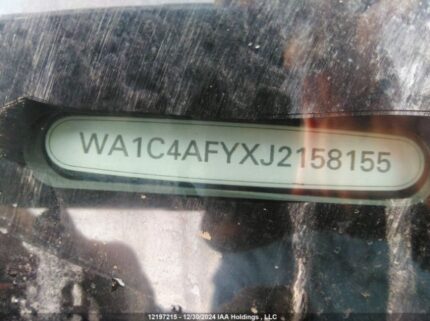 WA1C4AFYXJ2158155
12197215 - 12/30/2024 IAA Holdings , LLC